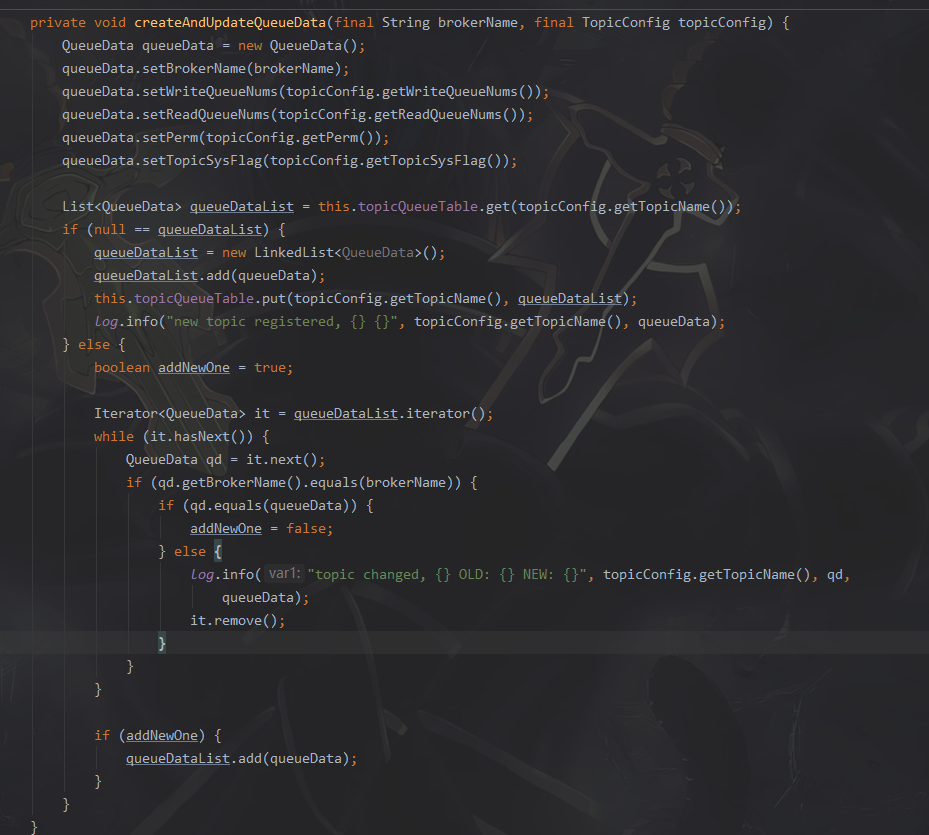 private void createAndUpdateQueueData(final String brokerName, final TopicConfig topicConfig) {
QueueData queueData = new QueueData();
queueData.setBrokerName(brokerName);
queueData.setWriteQueueNums(topicConfig.getWriteQueueNums());
queueData.setReadQueueNums(topicConfig.getReadQueueNums());
queueData.setPerm(topicConfig.getPerm());
queueData.setTopicSysFlag(topicConfig.getTopicSysFlag());
List<QueueData> queueDataList = this.topicQueueTable.get(topicConfig.getTopicName());
if (null == queueDataList) {
queueDataList = new LinkedList<QueueData>();
queueDataList.add(queueData);
this.topicQueueTable.put(topicConfig.getTopicName(), queueDataList);
log.info("new topic registered, {} {}", topicConfig.getTopicName(), queueData);
} else {
boolean addNewOne = true;
Iterator<QueueData> it = queueDataList.iterator();
while (it.hasNext()) {
QueueData qd = it.next();
if (qd.getBrokerName().equals(brokerName)) {
if (qd.equals(queueData)) {
addNewOne = false;
} else {
log.info( var1: "topic changed, {} OLD: {} NEW: {}", topicConfig.getTopicName(), qd,
queueData);
it.remove();
}
}
}
if (addNewOne) {
queueDataList.add(queueData);
}
}
}